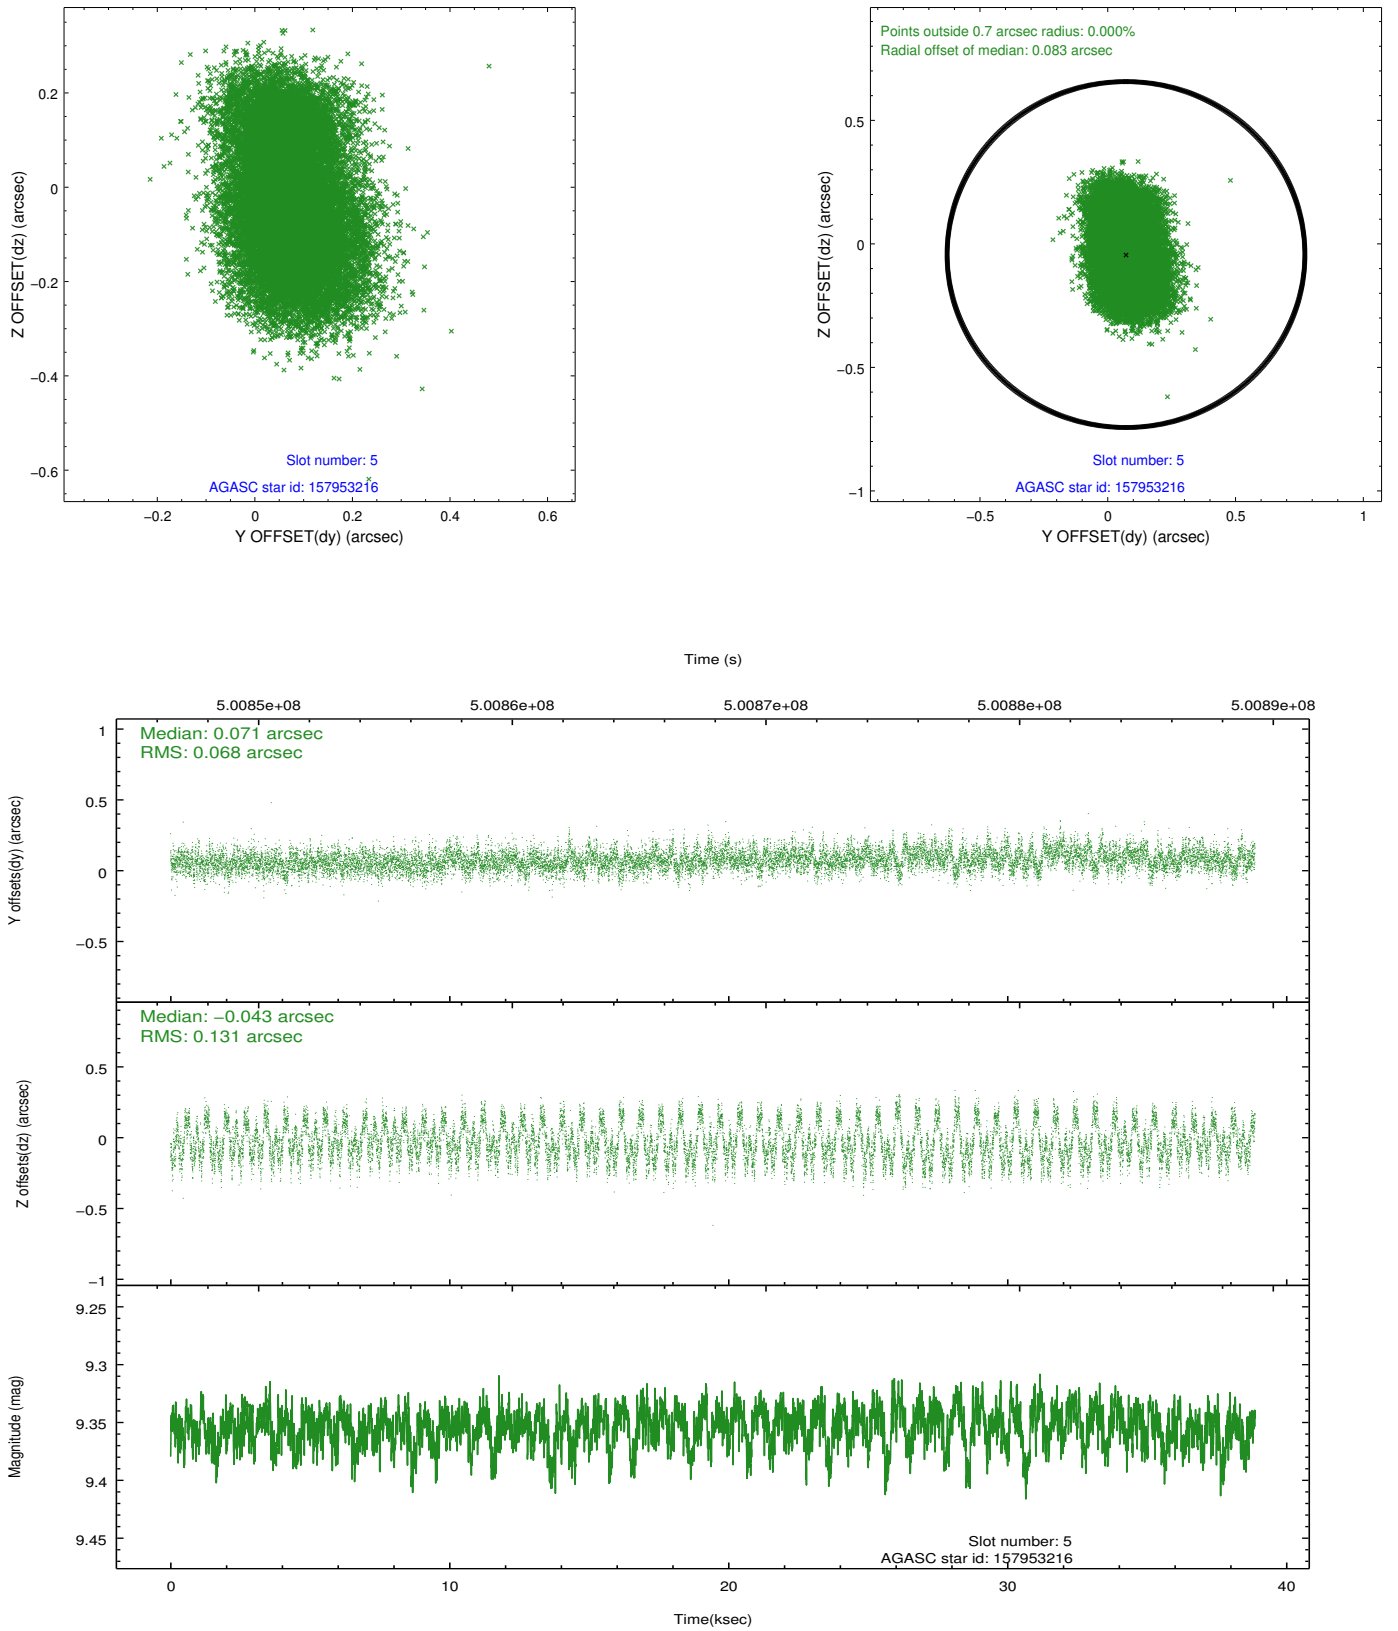 0.2
0
−0.2
−0.4
−0.6
Z OFFSET(dz) (arcsec)
Slot number: 5
AGASC star id: 157953216
−0.2
0
0.2
0.4
0.6
Y OFFSET(dy) (arcsec)
Points outside 0.7 arcsec radius: 0.000%
Radial offset of median: 0.083 arcsec
0.5
0
−0.5
−1
Z OFFSET(dz) (arcsec)
Slot number: 5
AGASC star id: 157953216
−0.5
0
0.5
1
Y OFFSET(dy) (arcsec)
Time (s)
5.0085e+08
5.0086e+08
5.0087e+08
5.0088e+08
5.0089e+08
Median: 0.071 arcsec
RMS: 0.068 arcsec
1
0.5
0
−0.5
Y offsets(dy) (arcsec)
Median: −0.043 arcsec
RMS: 0.131 arcsec
0.5
0
−0.5
−1
Z offsets(dz) (arcsec)
9.25
9.3
9.35
9.4
9.45
Magnitude (mag)
Slot number: 5
AGASC star id: 157953216
0
10
20
30
40
Time(ksec)